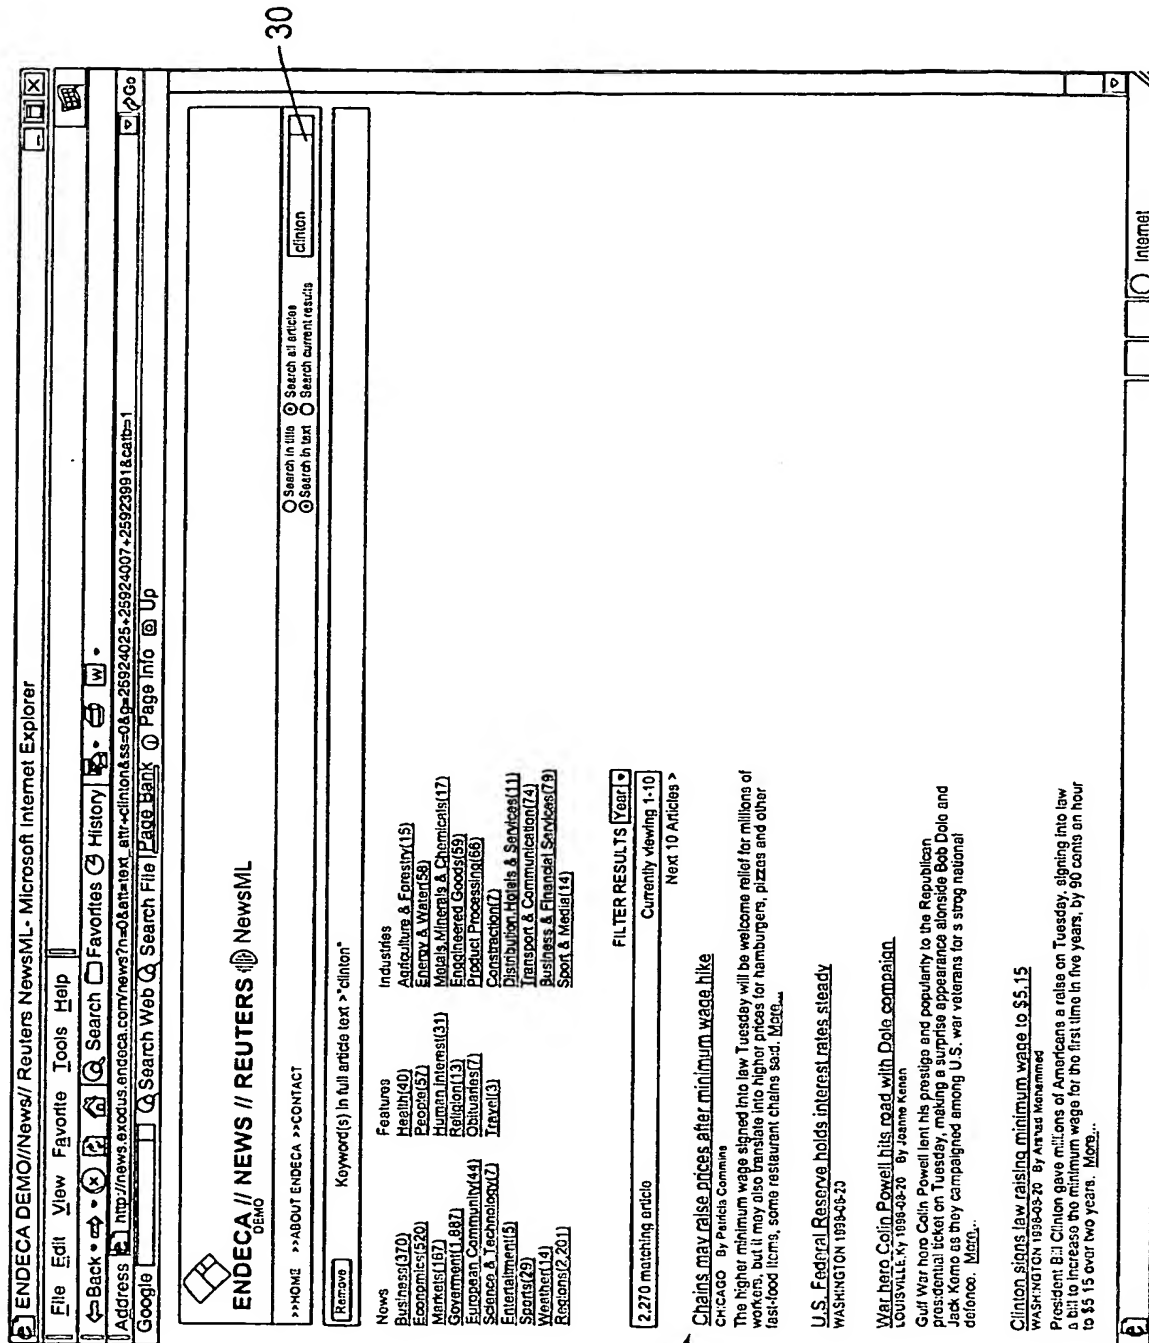 ENDECA DEMO//News// Reuters NewsML- Microsoft Internet Explorer
File Edit View Favorite Tools Help
Back Search Favorites History
Address http://news.exodus.endeca.com/news?n=0&att=text_attr+clinton&ss=0&g=25924025+25924007+25923991&catb=1 Go
Google Search Web Search File Page Bank Page Info Up
ENDECA // NEWS // REUTERS NewsML
DEMO
>>HOME >>ABOUT ENDECA >>CONTACT
Search in title Search all articles
Search in text Search current results
clinton
30
Remove Keyword(s) in full article text >"clinton"
News
Business(370)
Economics(520)
Markets(167)
Goverment(1,887)
European Community(44)
Science & Technology(7)
Entertailment(5)
Sports(29)
Weather(14)
Regions(2,201)
Features
Health(40)
People(57)
Human Interest(31)
Religion(13)
Obituaries(7)
Travel(3)
Industries
Agriculture & Forestry(15)
Energy & Water(58)
Metals,Minerals & Chemicals(17)
Engineered Goods(59)
Product Processing(66)
Constraction(7)
Distribution,Hotels & Services(11)
Transport & Communication(74)
Business & Financial Services(79)
Sport & Media(14)
FILTER RESULTS Year
2,270 matching article Currently viewing 1-10
Next 10 Articles >
Chains may raise prices after minimum wage hike
CHICAGO By Patricia Commins
The higher minimum wage signed into law Tuesday will be welcome relief for millions of
workers, but it may also translate into higher prices for hamburgers, pizzas and other
fast-food items, some restaurant chains said. More...
U.S. Federal Reserve holds interest rates steady
WASHINGTON 1996-08-20
War hero Colin Powell hits road with Dole compaign
LOUISVILLE.Ky 1996-08-20 By Joanne Kenen
Gulf War hero Colin Powell lent his prestige and popularity to the Republican
presidential ticket on Tuesday, making a surprise appearance alongside Bob Dole and
Jack Kemo as they campaigned among U.S. war veterans for s strog national
defence. More...
Clinton signs law raising minimum wage to $5.15
WASHINGTON 1996-08-20 By Arshad Mohammed
President Bill Clinton gave millions of Americans a raise on Tuesday, signing into law
a bill to increase the minimum wage for the first time in five years, by 90 cents an hour
to $5 15 over two years. More...
Internet